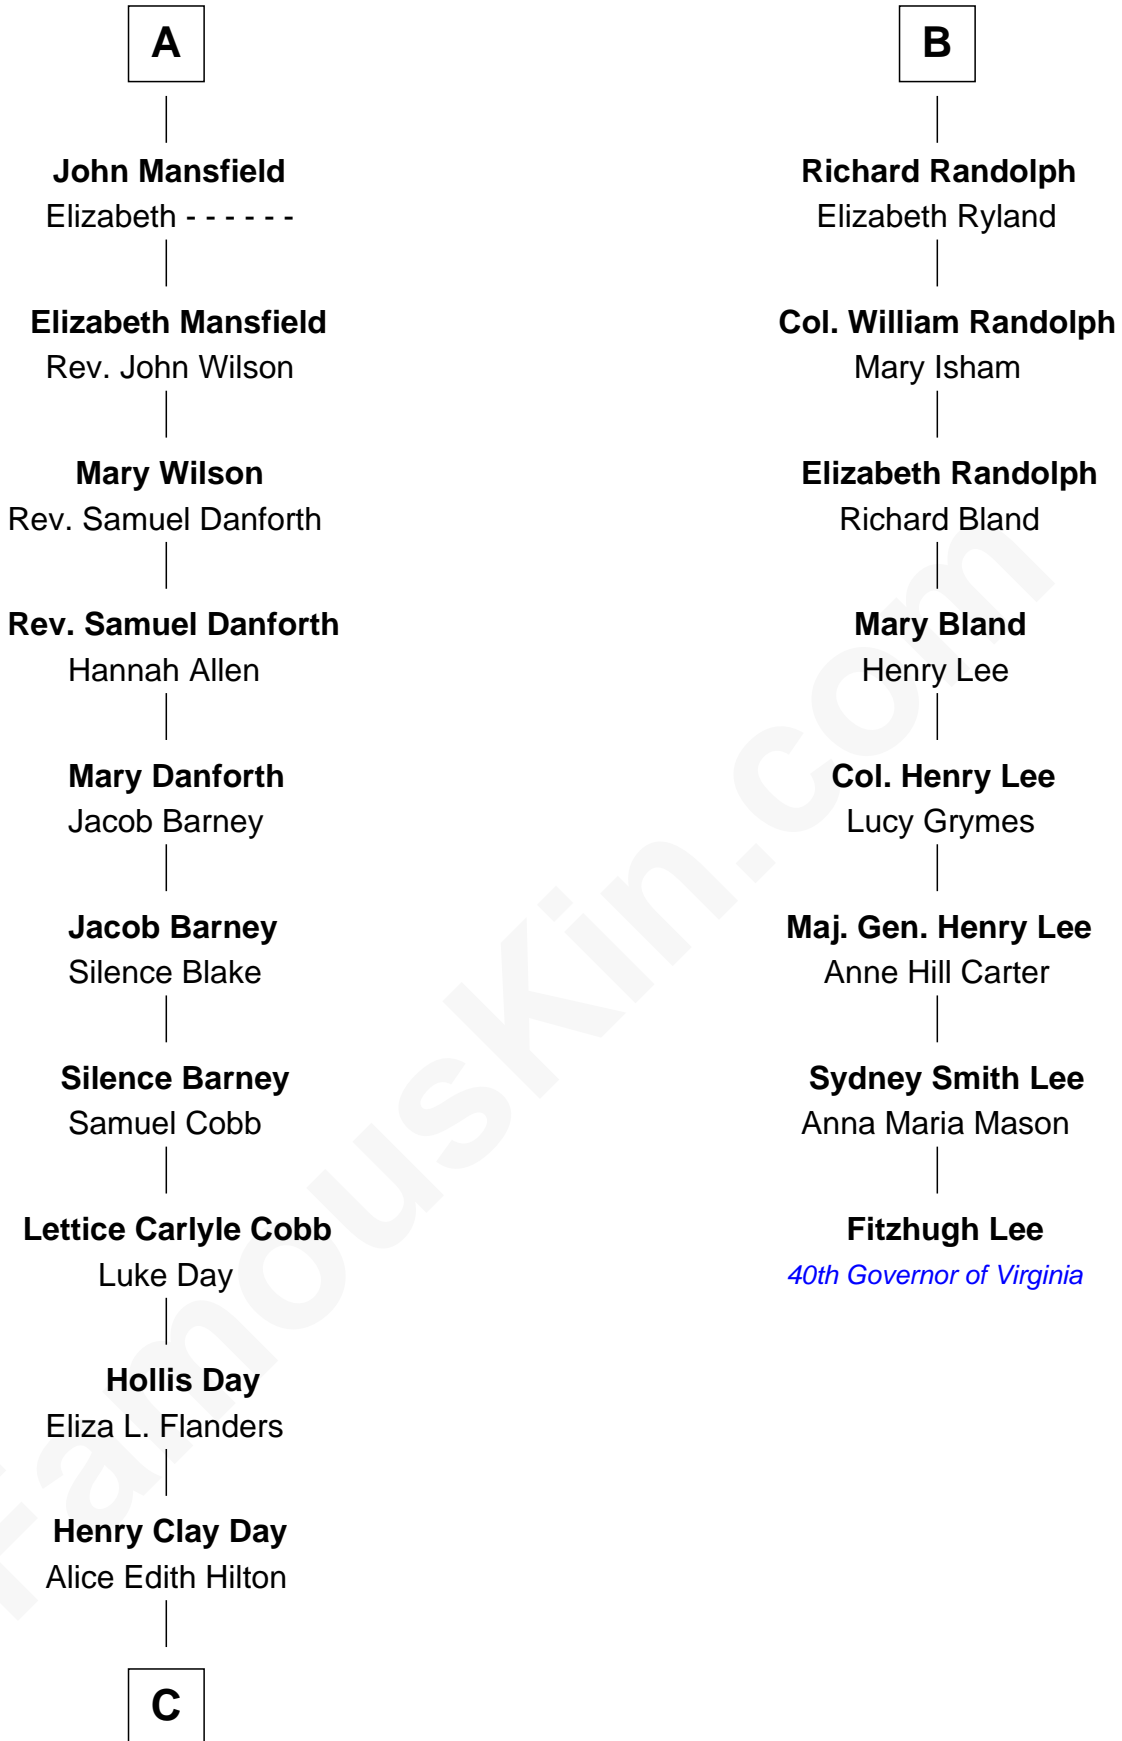 A
John Mansfield
Elizabeth - - - - - -
Elizabeth Mansfield
Rev. John Wilson
Mary Wilson
Rev. Samuel Danforth
Rev. Samuel Danforth
Hannah Allen
Mary Danforth
Jacob Barney
Jacob Barney
Silence Blake
Silence Barney
Samuel Cobb
Lettice Carlyle Cobb
Luke Day
Hollis Day
Eliza L. Flanders
Henry Clay Day
Alice Edith Hilton
C
B
Richard Randolph
Elizabeth Ryland
Col. William Randolph
Mary Isham
Elizabeth Randolph
Richard Bland
Mary Bland
Henry Lee
Col. Henry Lee
Lucy Grymes
Maj. Gen. Henry Lee
Anne Hill Carter
Sydney Smith Lee
Anna Maria Mason
Fitzhugh Lee
40th Governor of Virginia
FamousKin.com